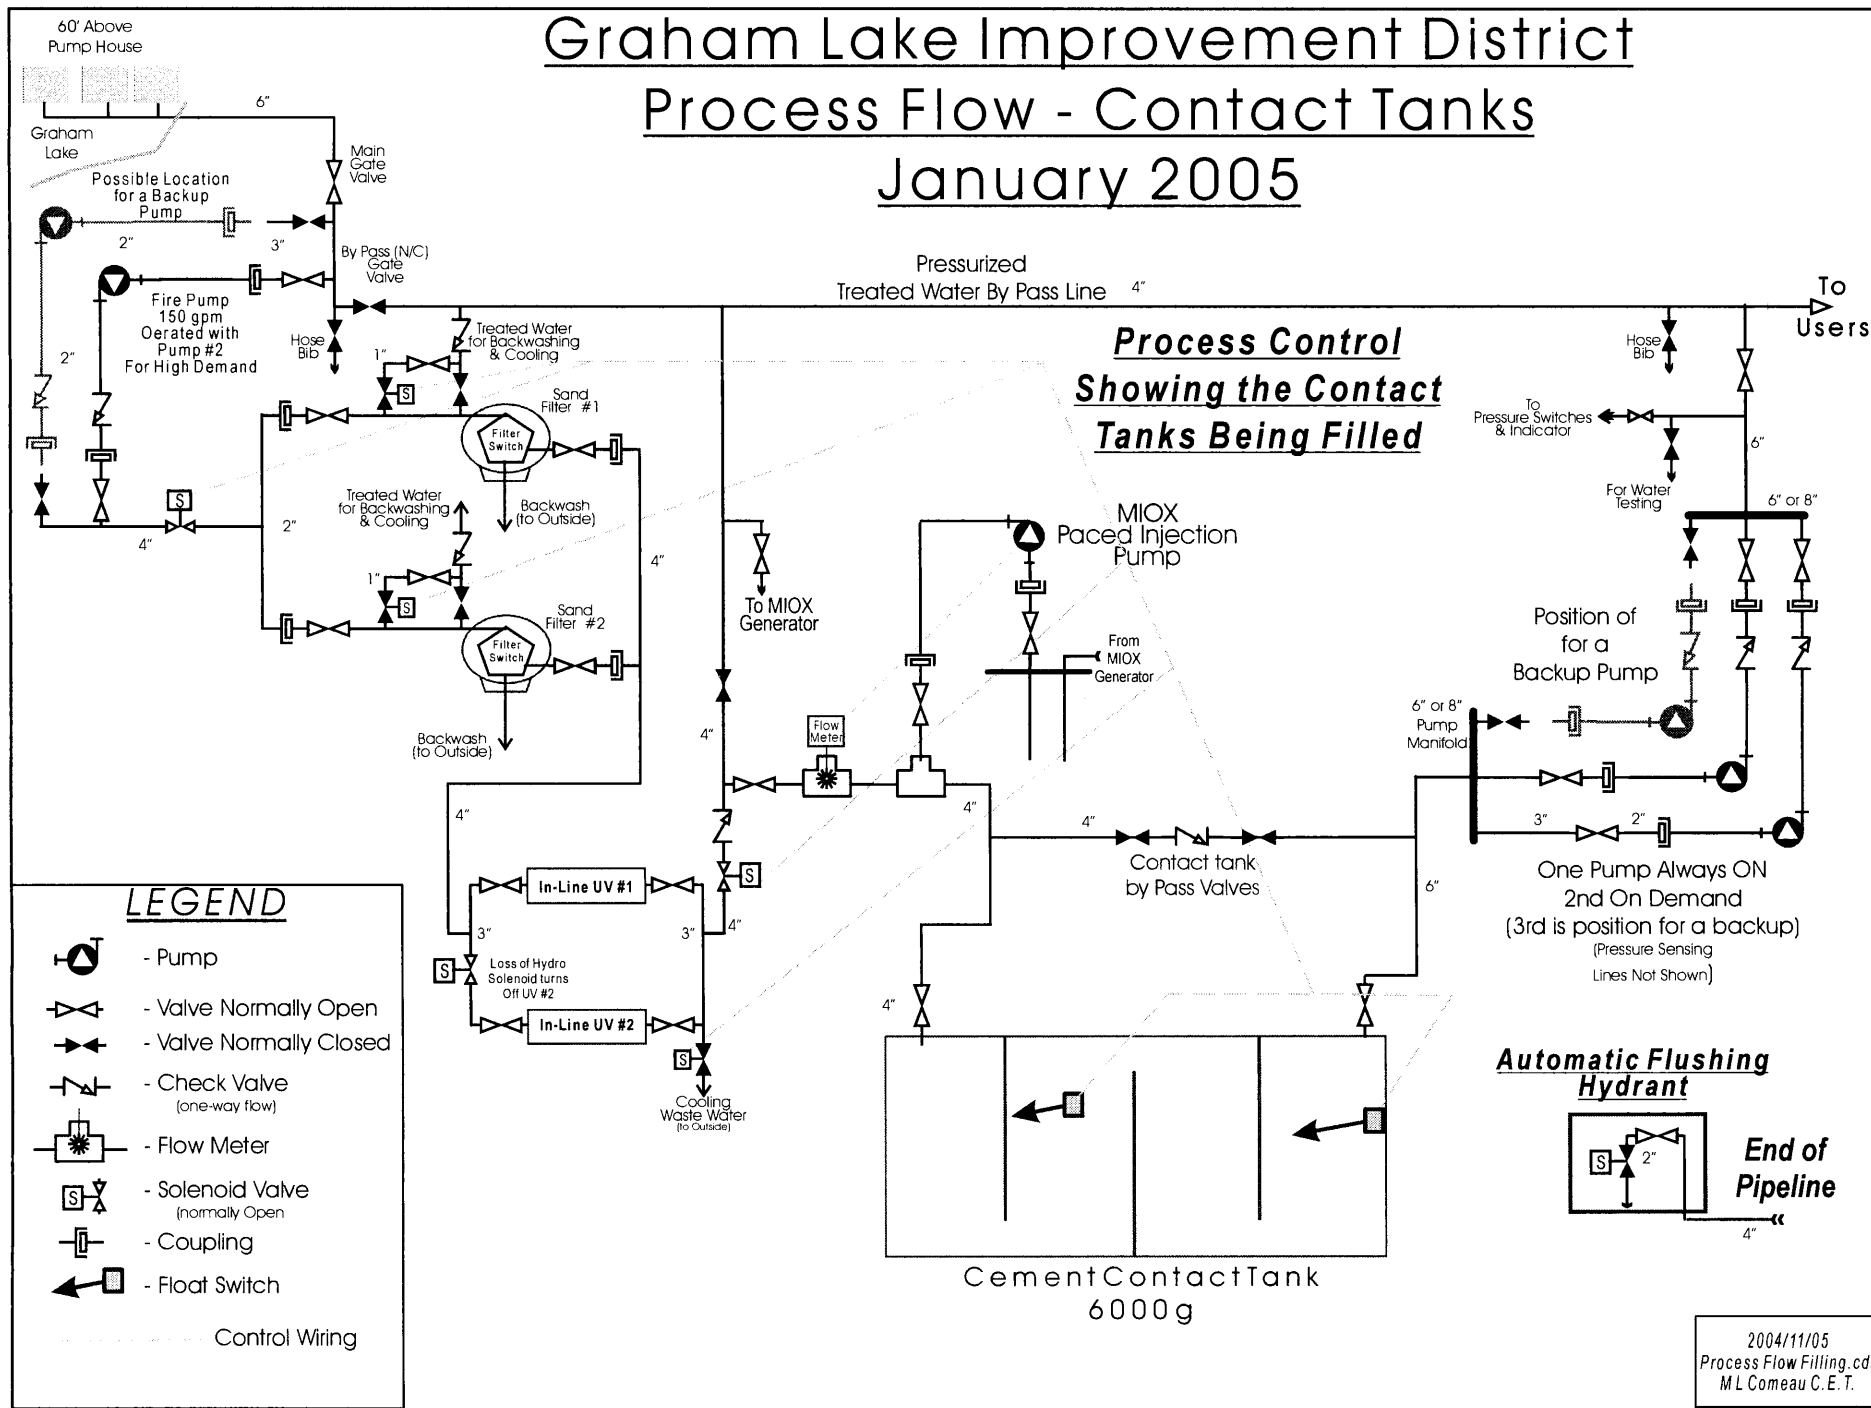 Graham Lake Improvement District
Process Flow - Contact Tanks
January 2005
60' Above
Pump House
6"
Graham
Lake
Main
Gate
Valve
Possible Location
for a Backup
Pump
2"
3"
By Pass (N/C)
Gate
Valve
Fire Pump
150 gpm
Oerated with
Pump #2
For High Demand
2"
Hose
Bib
Treated Water
for Backwashing
& Cooling
1"
Pressurized
Treated Water By Pass Line
4"
To
Users
Hose
Bib
Process Control
Showing the Contact
Tanks Being Filled
S
Sand
Filter #1
Filter
Switch
To
Pressure Switches
& Indicator
6"
For Water
Testing
6" or 8"
S
4"
2"
Treated Water
for Backwashing
& Cooling
Backwash
(to Outside)
4"
1"
S
Sand
Filter #2
Filter
Switch
Backwash
(to Outside)
To MIOX
Generator
MIOX
Paced Injection
Pump
From
MIOX
Generator
Position of
for a
Backup Pump
6" or 8"
Pump
Manifold
4"
Flow
Meter
4"
4"
4"
3"
2"
Contact tank
by Pass Valves
6"
One Pump Always ON
2nd On Demand
(3rd is position for a backup)
(Pressure Sensing
Lines Not Shown)
In-Line UV #1
S
3"
3"
4"
S
Loss of Hydro
Solenoid turns
Off UV #2
In-Line UV #2
S
Cooling
Waste Water
(to Outside)
4"
Cement Contact Tank
6000g
Automatic Flushing
Hydrant
S
2"
4"
End of
Pipeline
LEGEND
- Pump
- Valve Normally Open
- Valve Normally Closed
- Check Valve
(one-way flow)
- Flow Meter
S
- Solenoid Valve
(normally Open
- Coupling
- Float Switch
Control Wiring
2004/11/05
Process Flow Filling.cd
M L Comeau C.E.T.